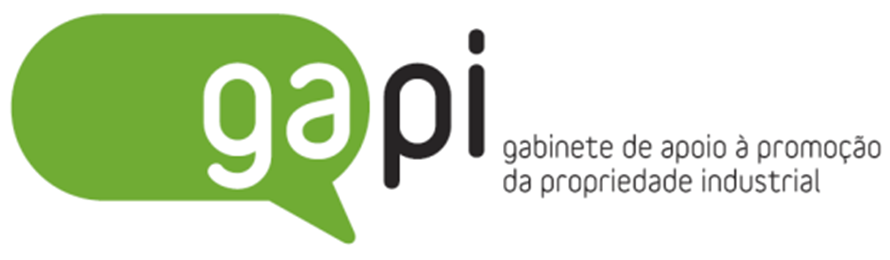 gapi
gabinete de apoio à promoção
da propriedade industrial